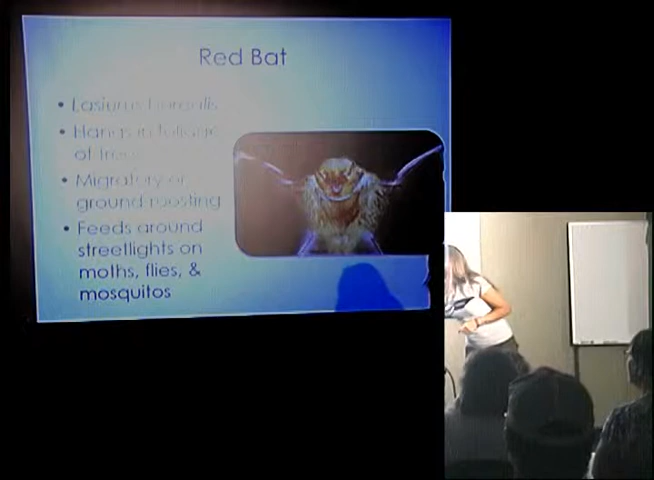 Red Bat
• Lasiurus borealis
• Hangs in foliage
of trees
• Migratory or
ground roosting
• Feeds around
streetlights on
moths, flies, &
mosquitos